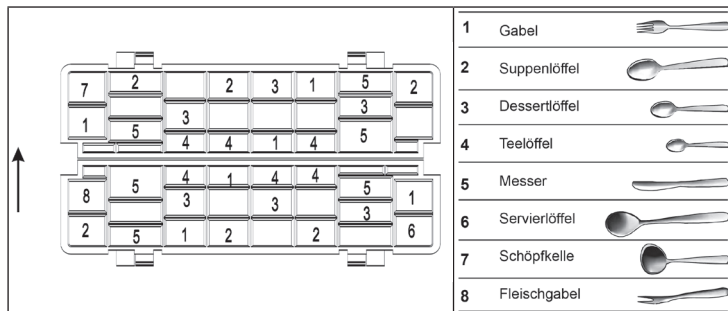 2 2 3 1 5 2
7
3
1 3
5 5
4 4 1 4
5 4 1 4 4 5
8 1
3 3
3
2 5 1 2 2 6
1 Gabel
2 Suppenlöffel
3 Dessertlöffel
4 Teelöffel
5 Messer
6 Servierlöffel
7 Schöpfkelle
8 Fleischgabel